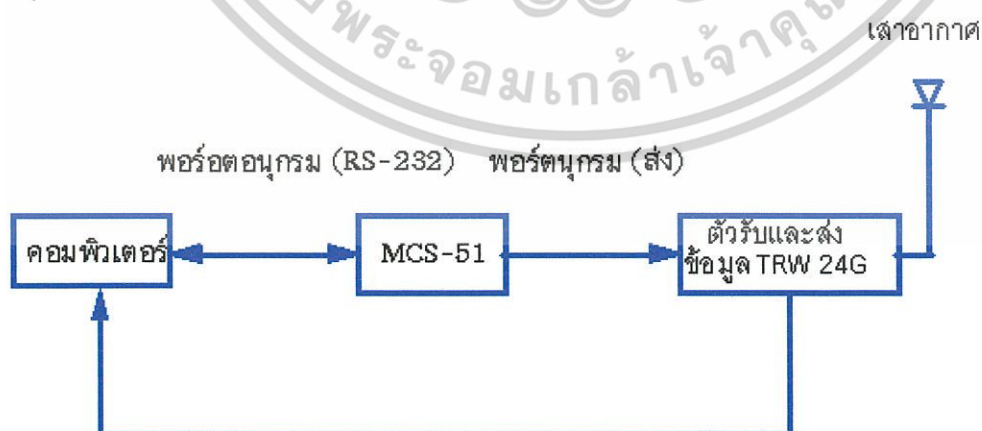 พระจอมเกล้าเจ้าคุณ
เสาอากาศ
พอร์อตอนุกรม (RS-232) พอร์ตนุกรม (ส่ง)
คอมพิวเตอร์
MCS-51
ตัวรับและส่ง
ข้อมูล TRW 24G